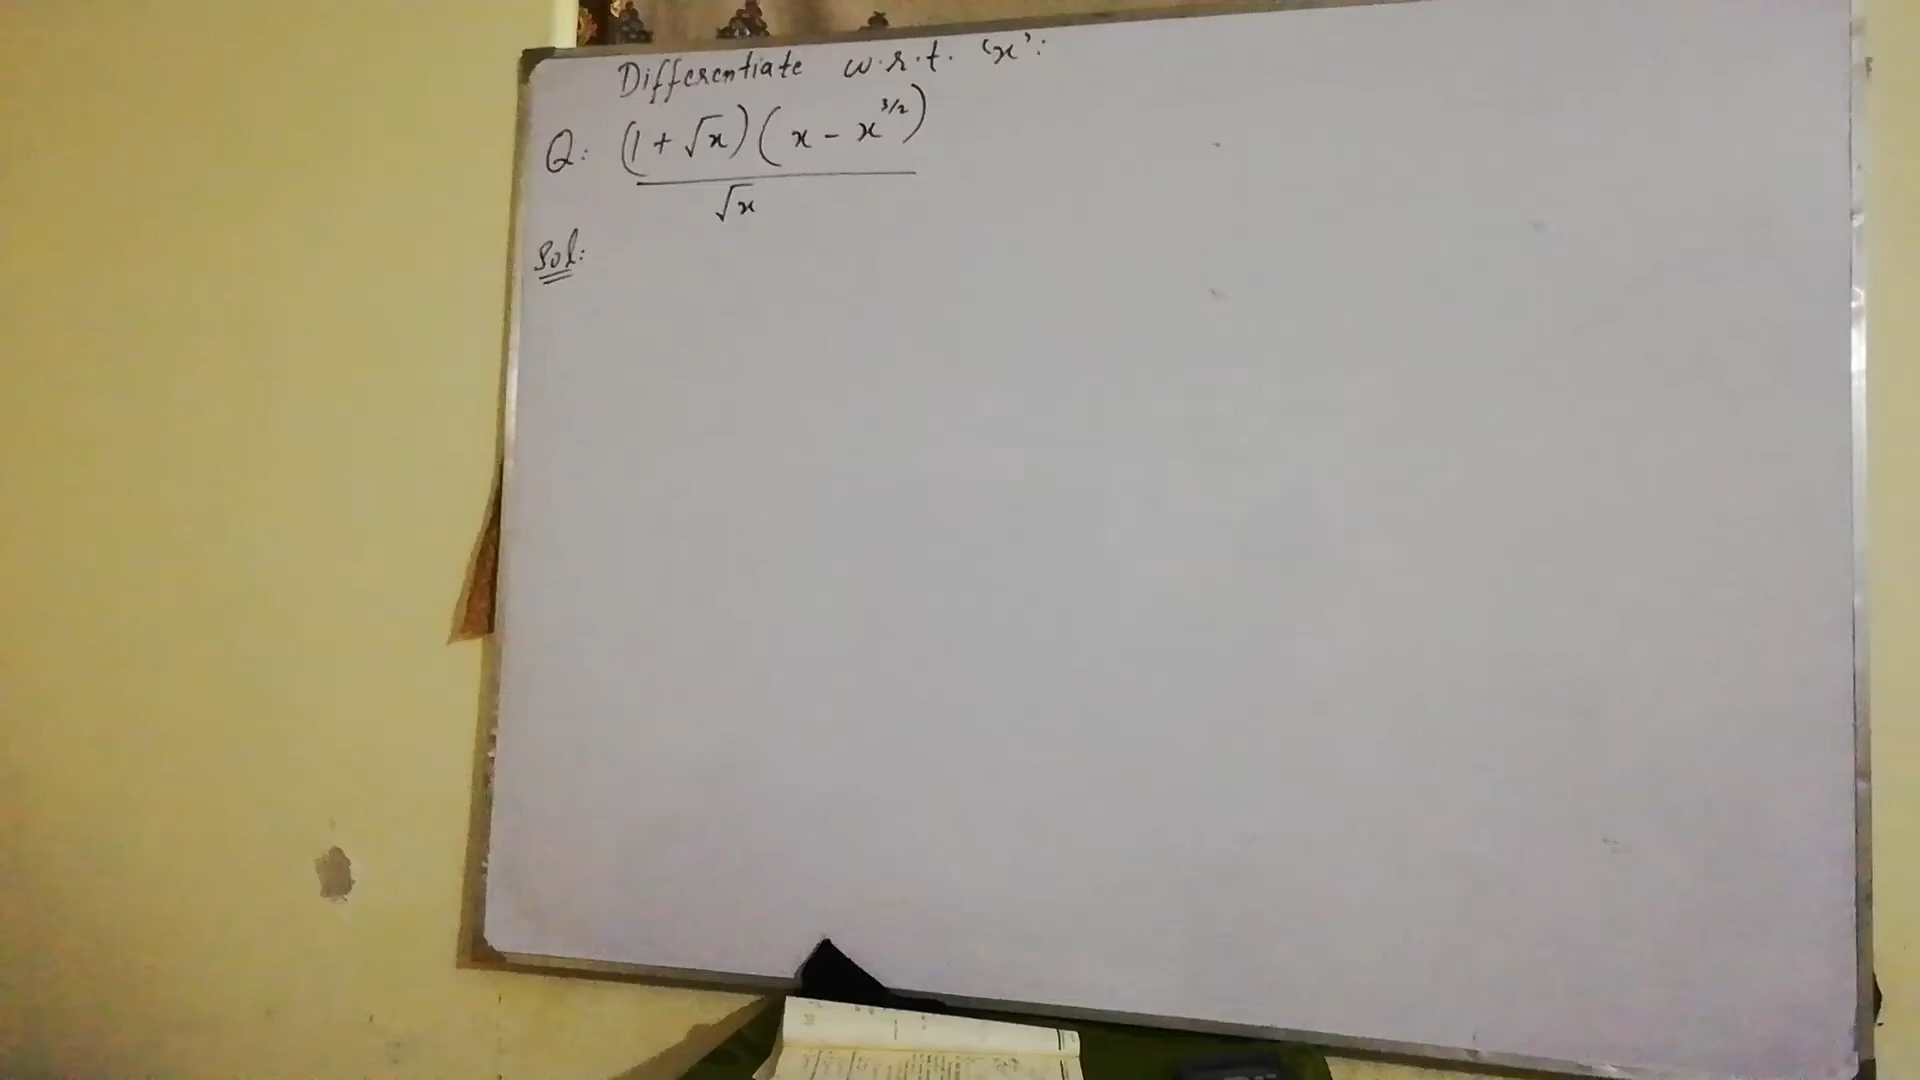 Differentiate w.r.t. 'x':
Q: (1 + √x)(x - x^3/2)
√x
Sol: